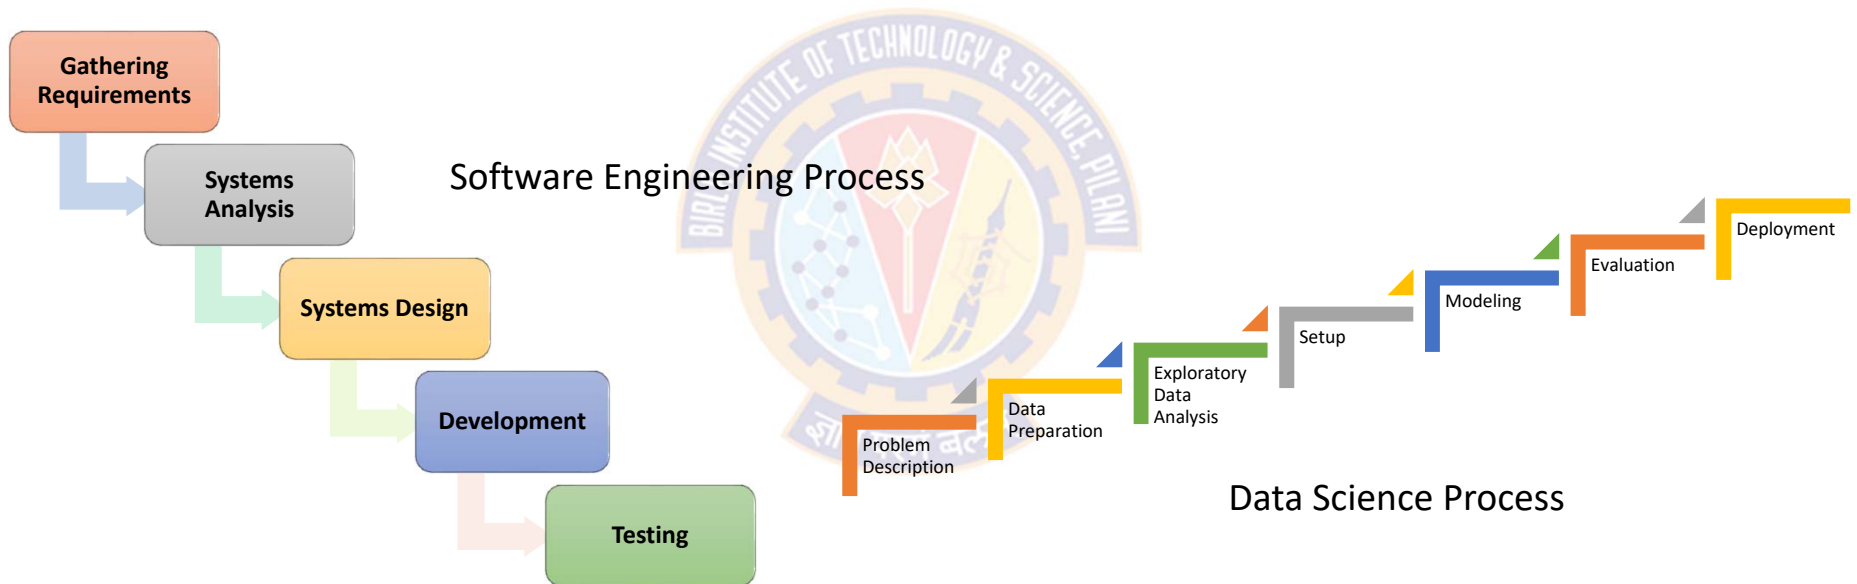 Gathering
Requirements
Systems
Analysis
Systems Design
Development
Testing
Software Engineering Process
BIRLA INSTITUTE OF TECHNOLOGY & SCIENCE, PILANI
Problem
Description
Data
Preparation
Exploratory
Data
Analysis
Setup
Modeling
Evaluation
Deployment
Data Science Process